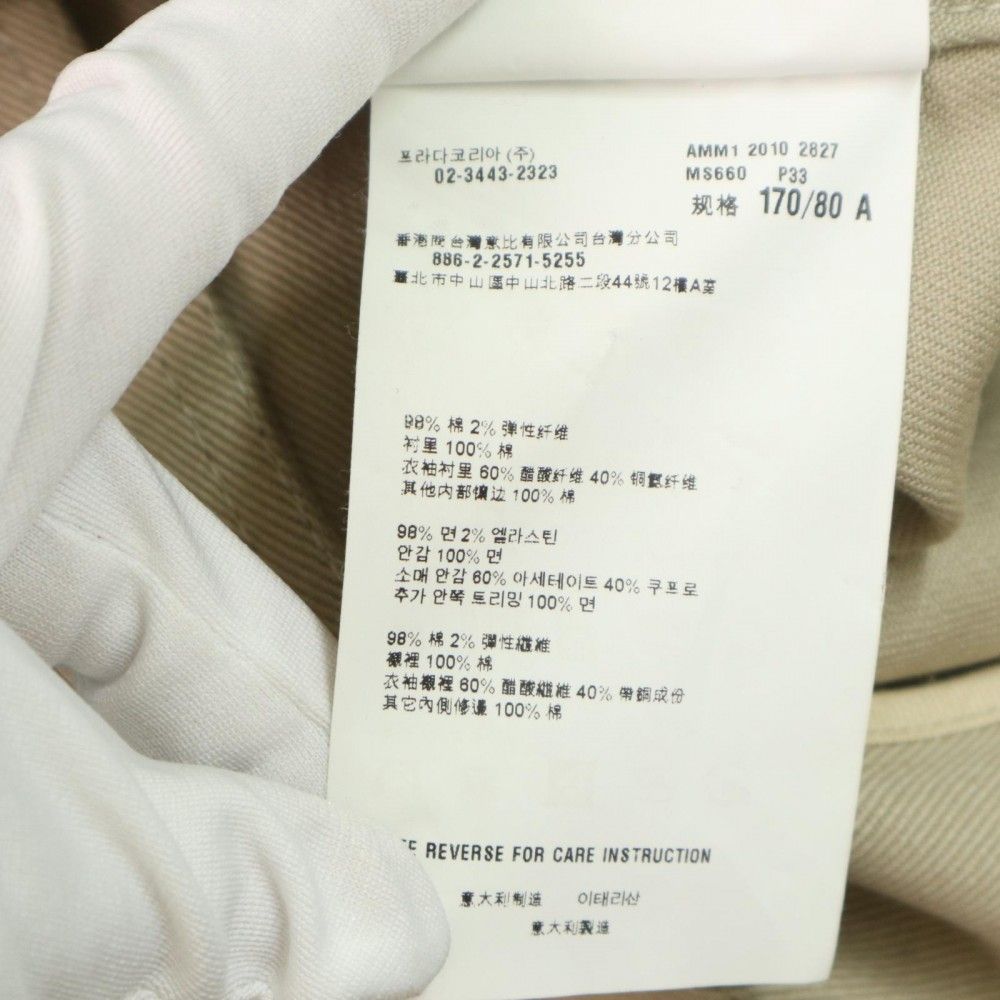 프라다코리아 (주)
02-3443-2323
AMM1 2010 2827
MS660 P33
规格 170/80 A
香港商台灣意比有限公司台灣分公司
886-2-2571-5255
臺北市中山區中山北路二段44號12樓A室
98% 棉 2% 弹性纤维
衬里 100% 棉
衣袖衬里 60% 醋酸纤维 40% 铜氨纤维
其他内部镶边 100% 棉
98% 면 2% 엘라스틴
안감 100% 면
소매 안감 60% 아세테이트 40% 쿠프로
추가 안쪽 트리밍 100% 면
98% 棉 2% 彈性纖維
襯裡 100% 棉
衣袖襯裡 60% 醋酸纖維 40% 帶銅成份
其它內側修邊 100% 棉
REVERSE FOR CARE INSTRUCTION
意大利制造 이태리산
意大利製造